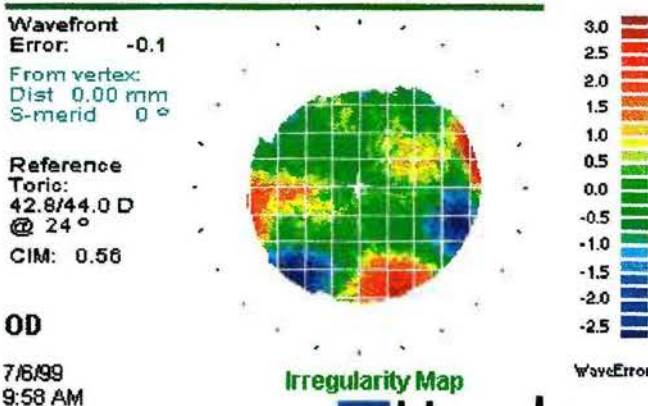 Wavefront
Error: -0.1
From vertex:
Dist 0.00 mm
S-merid 0 °
Reference
Toric:
42.8/44.0 D
@ 24 °
CIM: 0.56
OD
7/6/99
9:58 AM
Irregularity Map
3.0
2.5
2.0
1.5
1.0
0.5
0.0
-0.5
-1.0
-1.5
-2.0
-2.5
WaveError